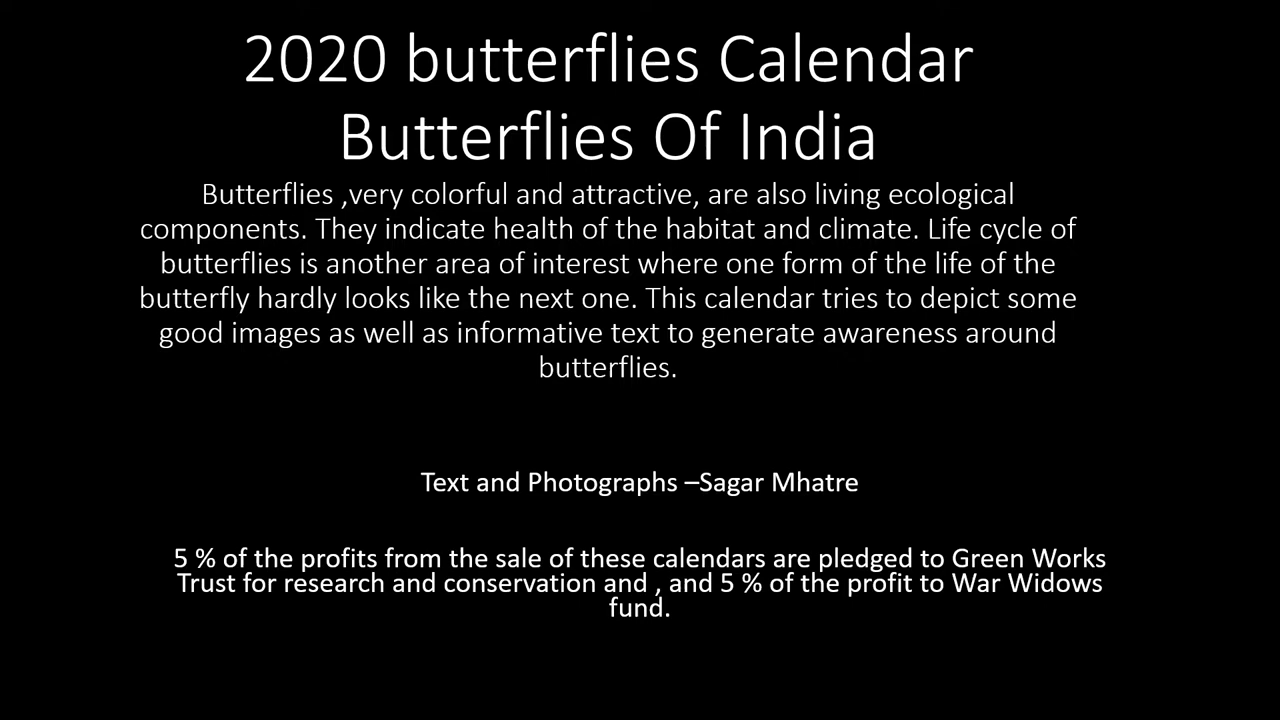 2020 butterflies Calendar
Butterflies Of India
Butterflies ,very colorful and attractive, are also living ecological
components. They indicate health of the habitat and climate. Life cycle of
butterflies is another area of interest where one form of the life of the
butterfly hardly looks like the next one. This calendar tries to depict some
good images as well as informative text to generate awareness around
butterflies.
Text and Photographs –Sagar Mhatre
5 % of the profits from the sale of these calendars are pledged to Green Works
Trust for research and conservation and , and 5 % of the profit to War Widows
fund.